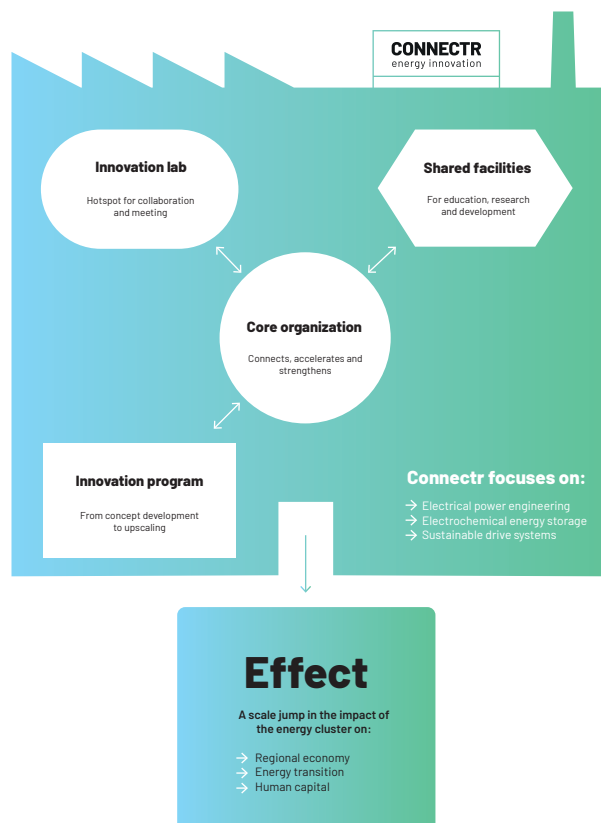 CONNECTR
energy innovation
Innovation lab
Hotspot for collaboration
and meeting
Shared facilities
For education, research
and development
Core organization
Connects, accelerates and
strengthens
Innovation program
From concept development
to upscaling
Connectr focuses on:
Electrical power engineering
Electrochemical energy storage
Sustainable drive systems
Effect
A scale jump in the impact of
the energy cluster on:
Regional economy
Energy transition
Human capital